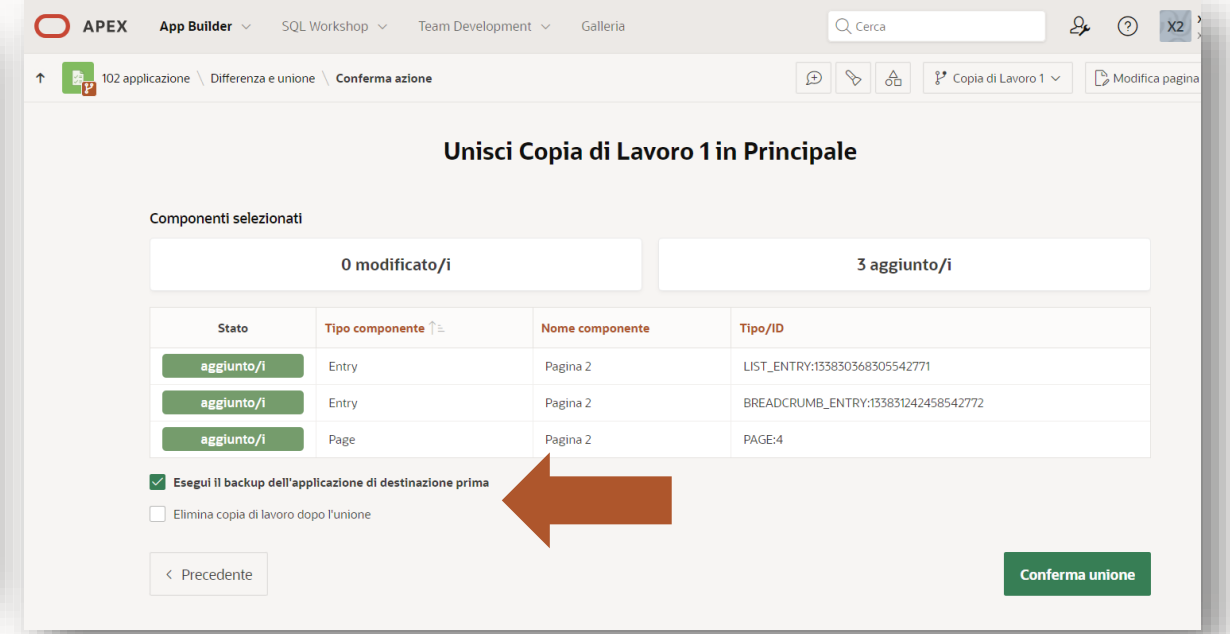 APEX App Builder SQL Workshop Team Development Galleria Cerca X2
102 applicazione \ Differenza e unione \ Conferma azione Copia di Lavoro 1 Modifica pagina
Unisci Copia di Lavoro 1 in Principale
Componenti selezionati
0 modificato/i 3 aggiunto/i
Stato Tipo componente Nome componente Tipo/ID
aggiunto/i Entry Pagina 2 LIST_ENTRY:133830368305542771
aggiunto/i Entry Pagina 2 BREADCRUMB_ENTRY:133831242458542772
aggiunto/i Page Pagina 2 PAGE:4
Esegui il backup dell'applicazione di destinazione prima
Elimina copia di lavoro dopo l'unione
< Precedente Conferma unione